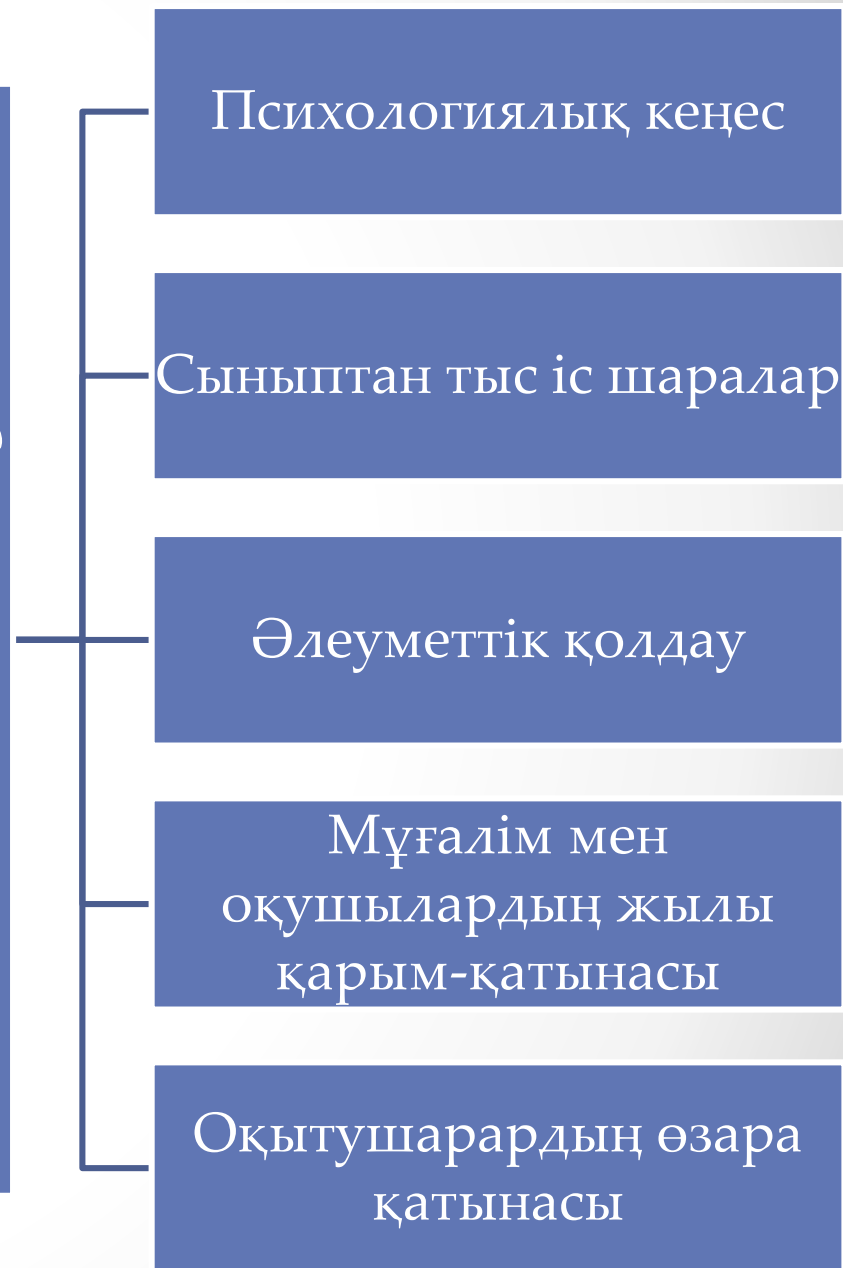 Психологиялық кеңес
Сыныптан тыс іс шаралар
Әлеуметтік қолдау
Мұғалім мен
оқушылардың жылы
қарым-қатынасы
Оқытушарардың өзара
қатынасы